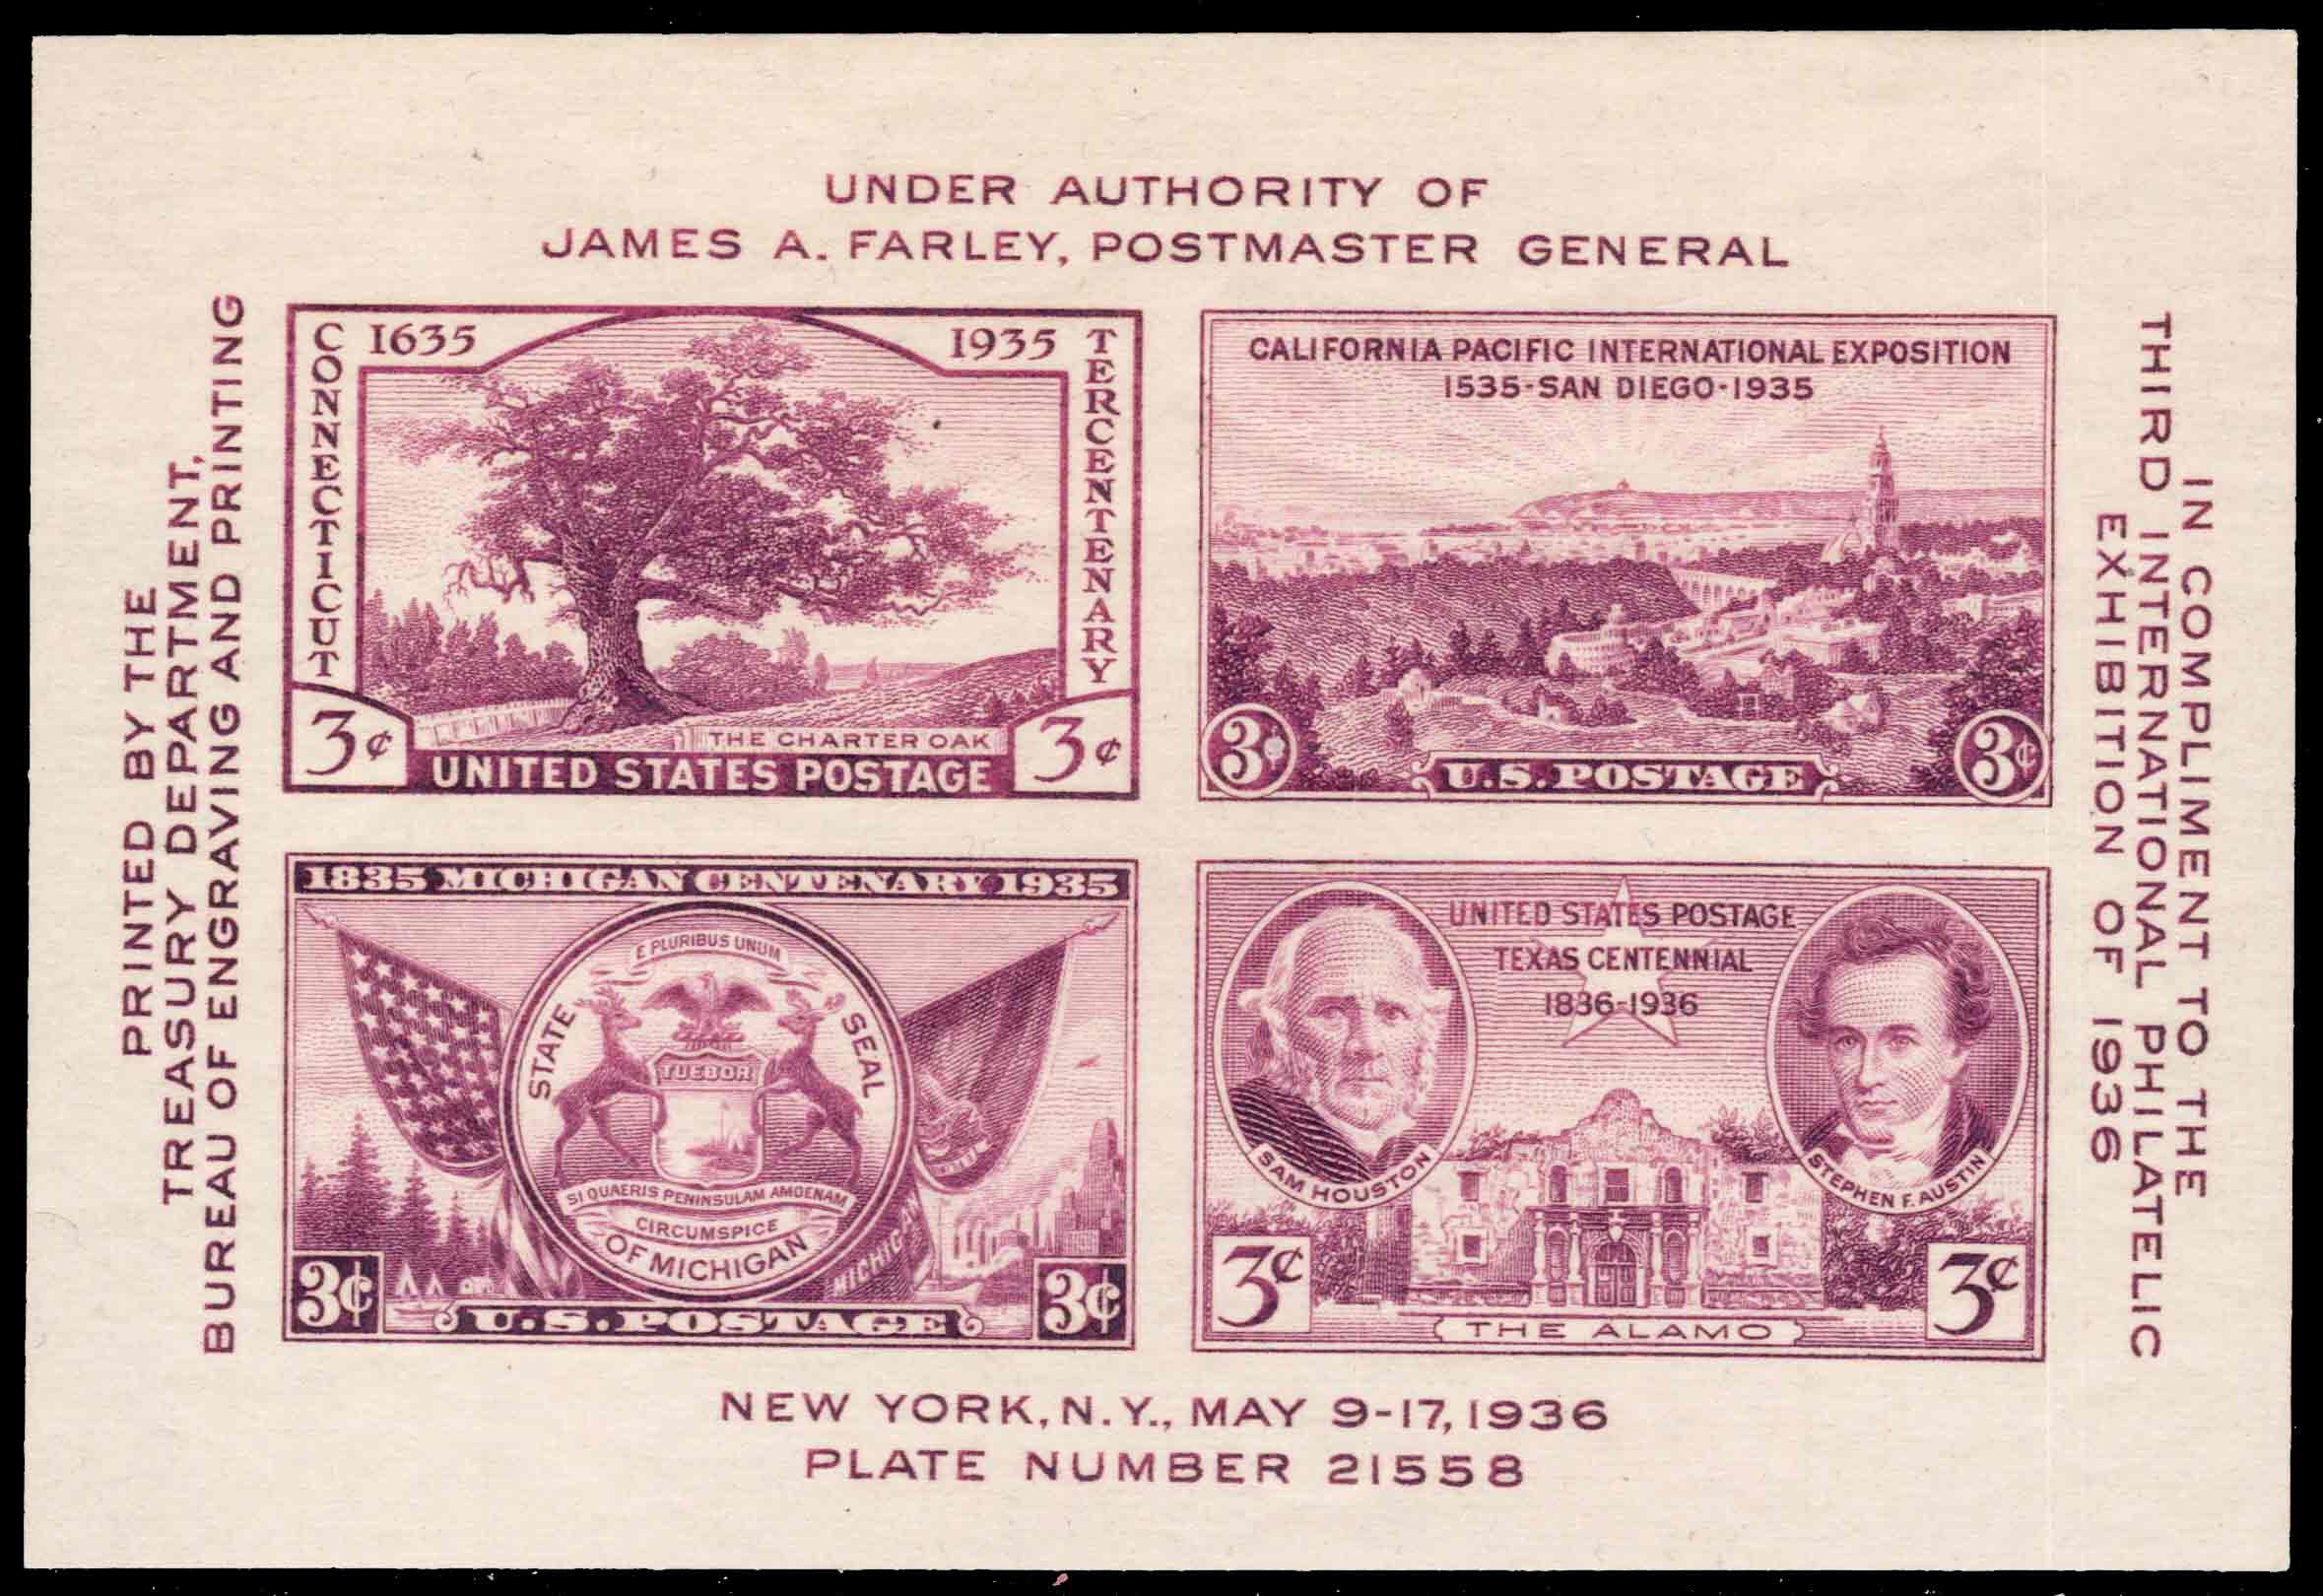 UNDER AUTHORITY OF
JAMES A. FARLEY, POSTMASTER GENERAL
PRINTED BY THE
TREASURY DEPARTMENT,
BUREAU OF ENGRAVING AND PRINTING
CONNECTICUT
1635
1935
TERCENTENARY
THE CHARTER OAK
3¢
UNITED STATES POSTAGE
3¢
CALIFORNIA PACIFIC INTERNATIONAL EXPOSITION
1535-SAN DIEGO-1935
3¢
U.S. POSTAGE
3¢
1835 MICHIGAN CENTENARY 1935
E PLURIBUS UNUM
STATE
SEAL
TUEBOR
SI QUAERIS PENINSULAM AMOENAM
CIRCUMSPICE
OF MICHIGAN
MICHIGAN
3¢
U.S. POSTAGE
3¢
UNITED STATES POSTAGE
TEXAS CENTENNIAL
1836-1936
SAM HOUSTON
STEPHEN F. AUSTIN
3¢
THE ALAMO
3¢
IN COMPLIMENT TO THE
THIRD INTERNATIONAL PHILATELIC
EXHIBITION OF 1936
NEW YORK, N.Y., MAY 9-17, 1936
PLATE NUMBER 21558